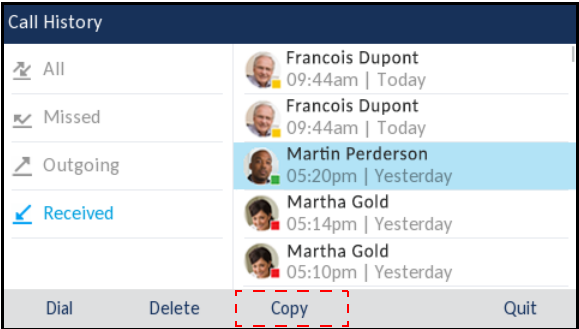 Call History
All
Missed
Outgoing
Received
Francois Dupont
09:44am | Today
Francois Dupont
09:44am | Today
Martin Perderson
05:20pm | Yesterday
Martha Gold
05:14pm | Yesterday
Martha Gold
05:10pm | Yesterday
Dial Delete Copy Quit